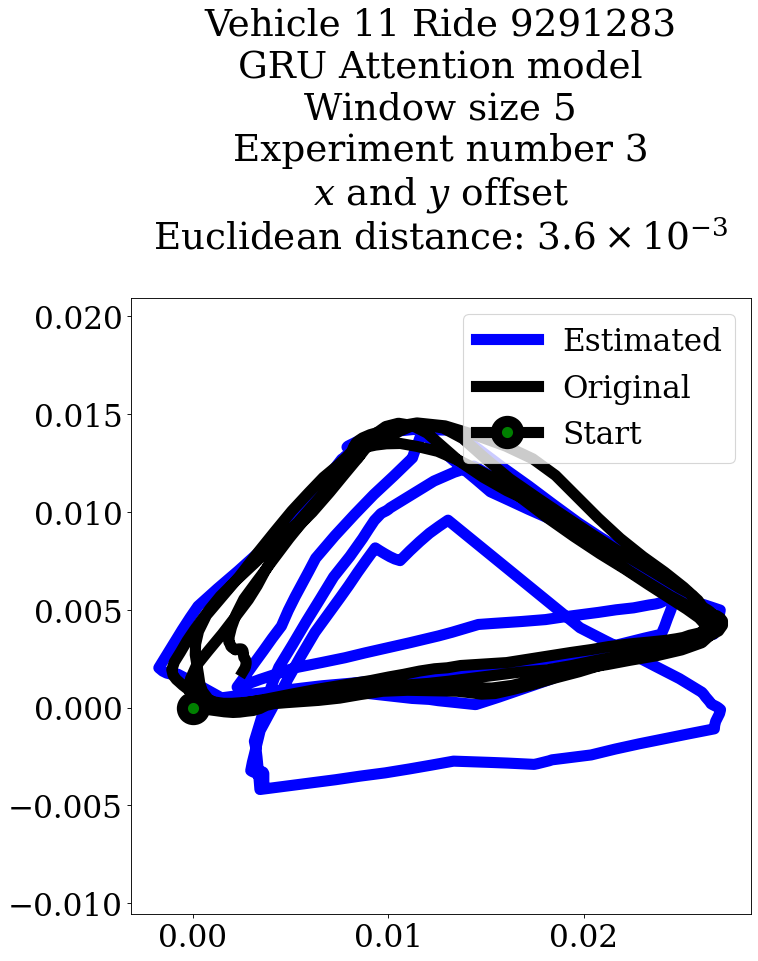 Vehicle 11 Ride 9291283
GRU Attention model
Window size 5
Experiment number 3
x and y offset
Euclidean distance: 3.6 × 10⁻³
0.020
0.015
0.010
0.005
0.000
−0.005
−0.010
0.00
0.01
0.02
Estimated
Original
Start